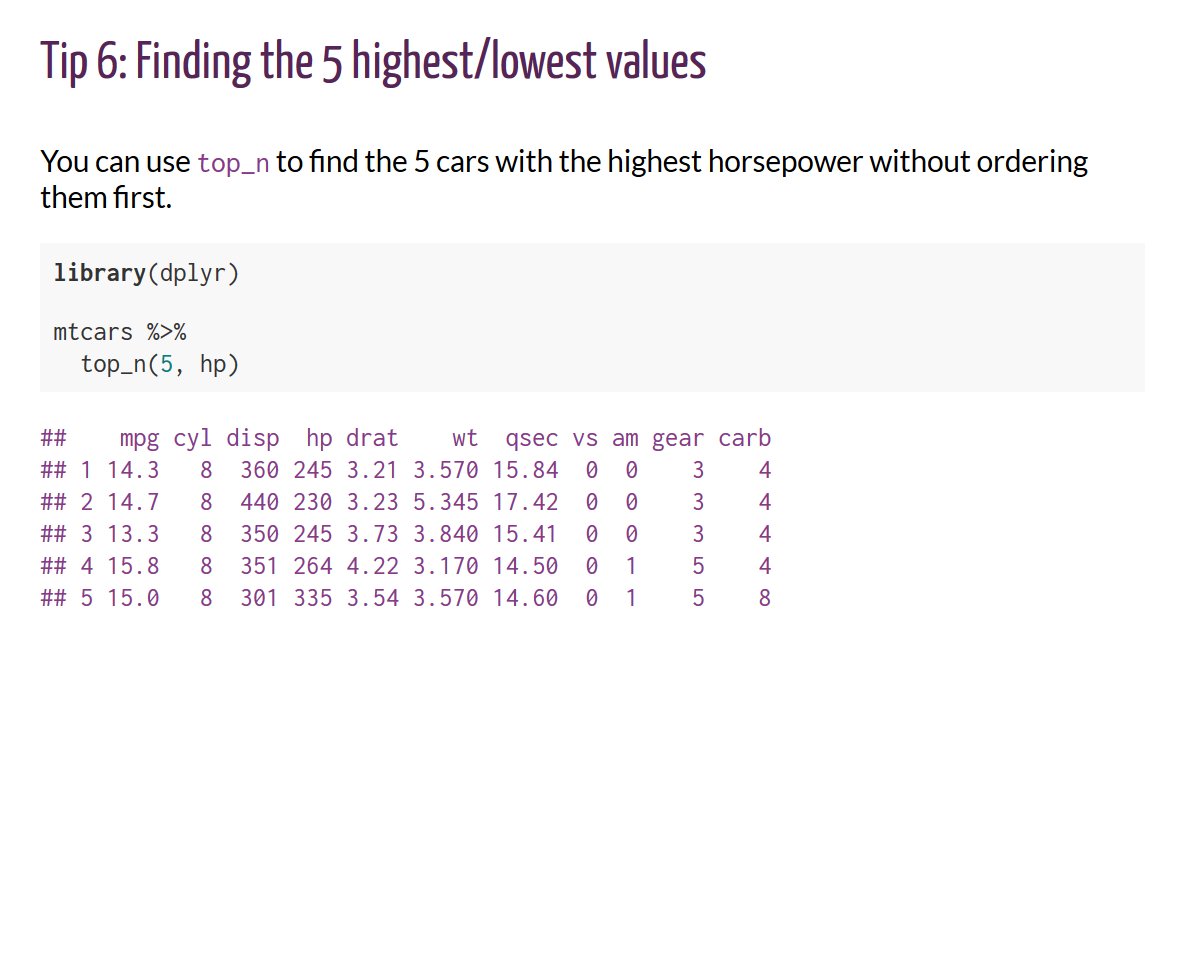 Tip 6: Finding the 5 highest/lowest values
You can use top_n to find the 5 cars with the highest horsepower without ordering
them first.
library(dplyr)
mtcars %>%
  top_n(5, hp)
##    mpg cyl disp  hp drat    wt  qsec vs am gear carb
## 1 14.3   8  360 245 3.21 3.570 15.84  0  0    3    4
## 2 14.7   8  440 230 3.23 5.345 17.42  0  0    3    4
## 3 13.3   8  350 245 3.73 3.840 15.41  0  0    3    4
## 4 15.8   8  351 264 4.22 3.170 14.50  0  1    5    4
## 5 15.0   8  301 335 3.54 3.570 14.60  0  1    5    8